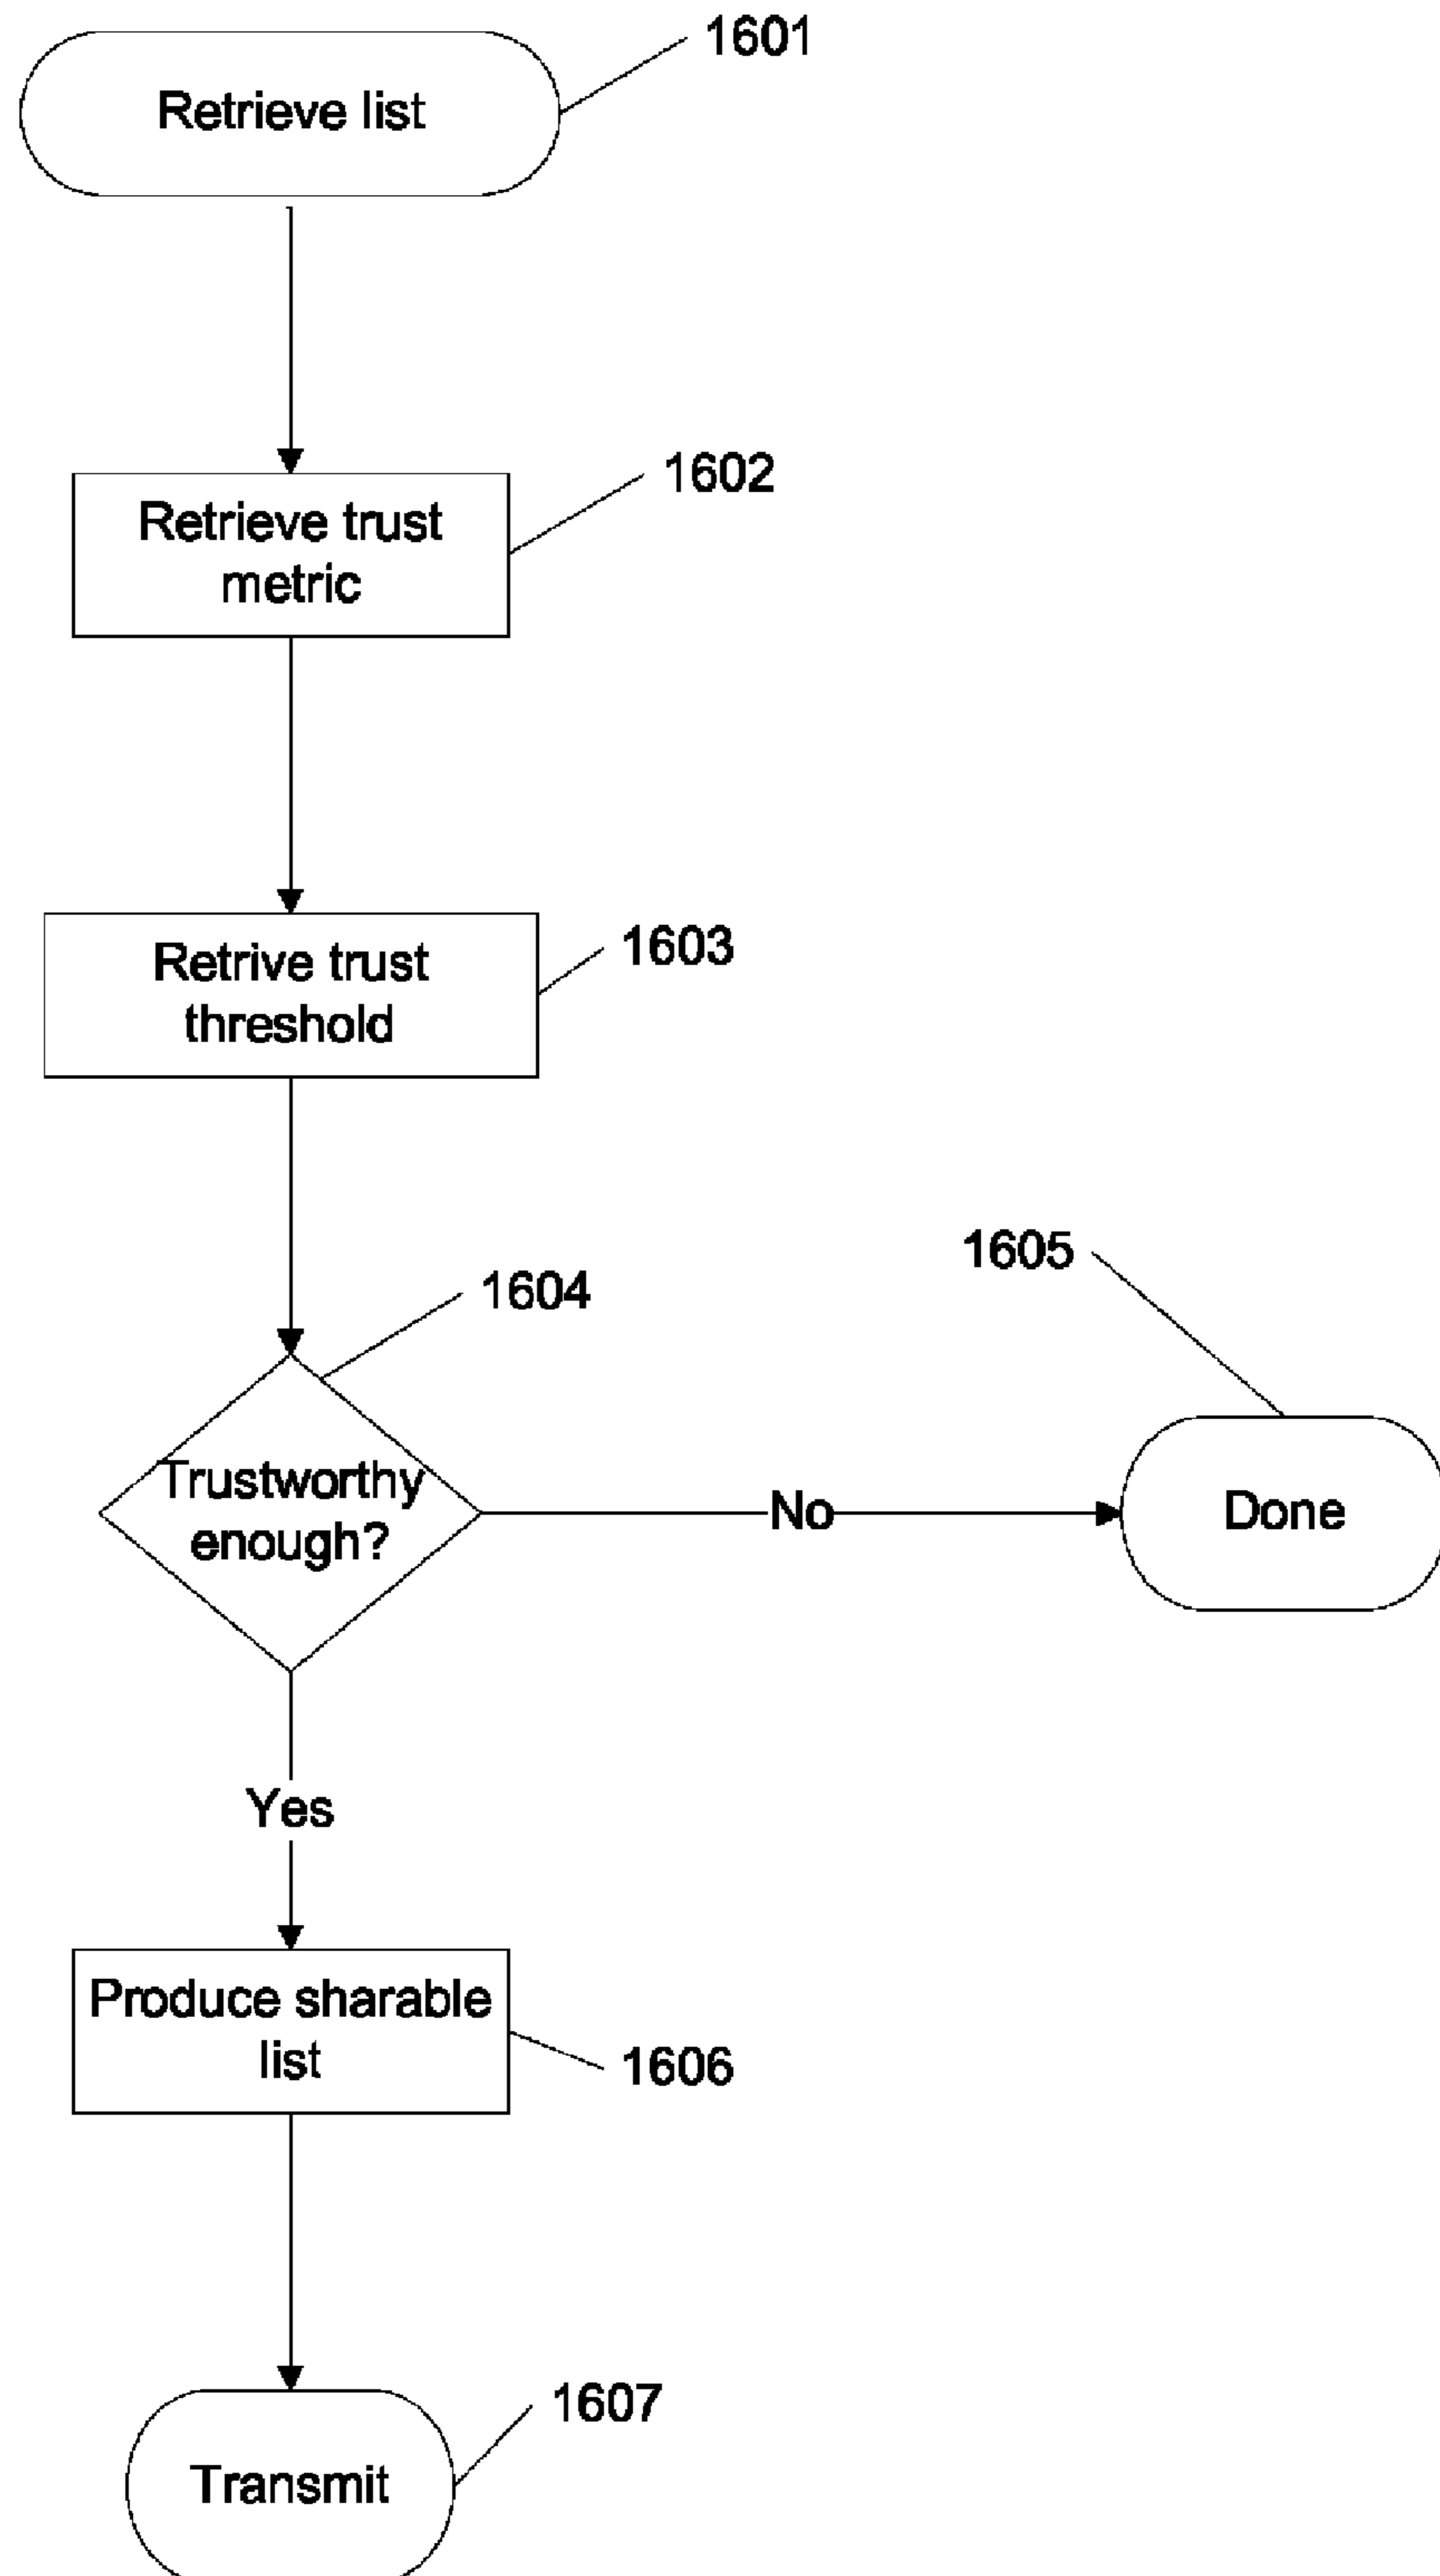 1601
Retrieve list
1602
Retrieve trust
metric
1603
Retrive trust
threshold
1605
1604
Trustworthy
enough?
No
Done
Yes
Produce sharable
list
1606
1607
Transmit